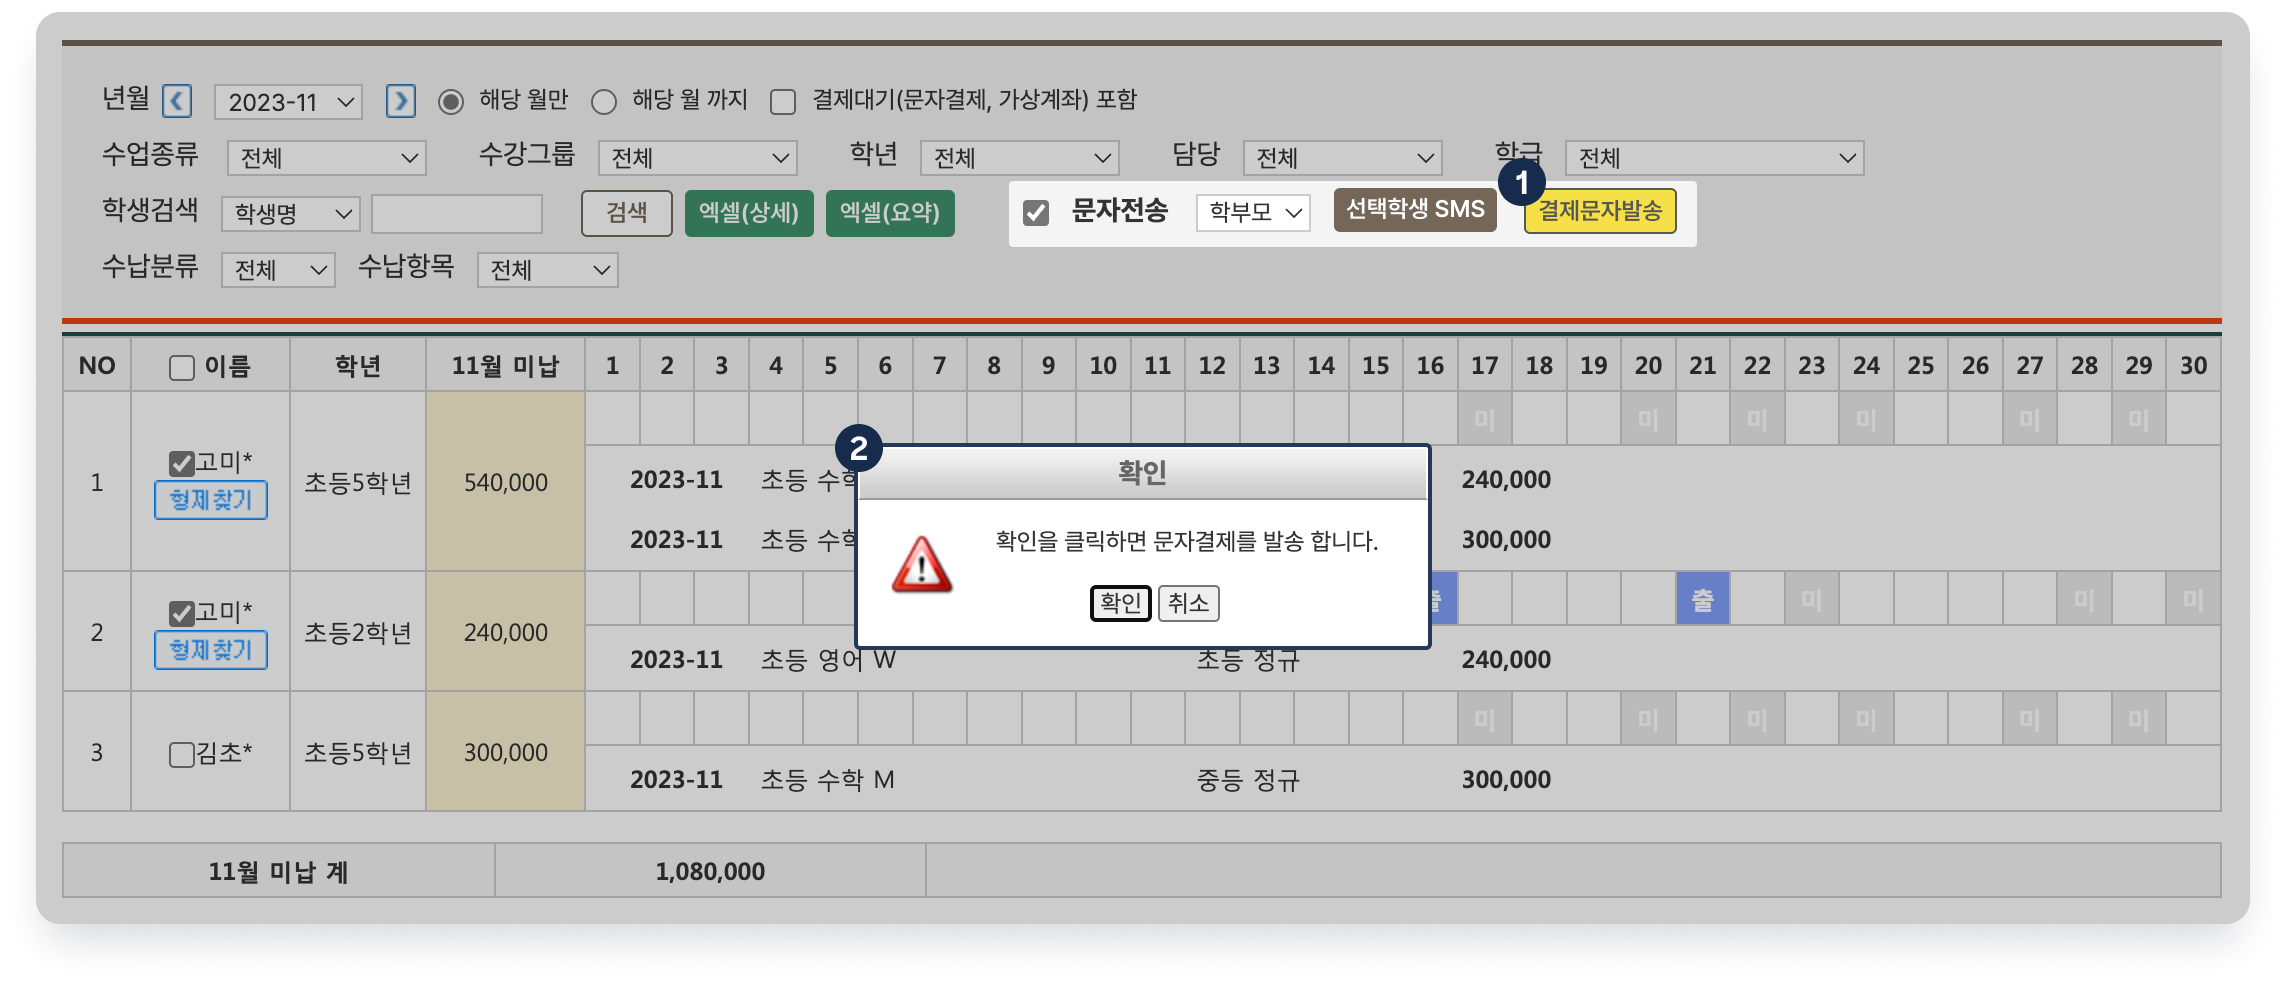 년월 2023-11 해당 월만 해당 월 까지 결제대기(문자결제, 가상계좌) 포함
수업종류 전체 수강그룹 전체 학년 전체 담당 전체 학급 전체
학생검색 학생명 검색 엑셀(상세) 엑셀(요약) 문자전송 학부모 선택학생 SMS 1 결제문자발송
수납분류 전체 수납항목 전체
NO 이름 학년 11월 미납 1 2 3 4 5 6 7 8 9 10 11 12 13 14 15 16 17 18 19 20 21 22 23 24 25 26 27 28 29 30
미 미 미 미 미 미
1 고미* 형제찾기 초등5학년 540,000
2023-11 초등 수학 240,000
2023-11 초등 수학 300,000
2
확인
확인을 클릭하면 문자결제를 발송 합니다.
확인 취소
2 고미* 형제찾기 초등2학년 240,000
출 출 미 미 미
2023-11 초등 영어 W 초등 정규 240,000
미 미 미 미 미 미
3 김초* 초등5학년 300,000
2023-11 초등 수학 M 중등 정규 300,000
11월 미납 계 1,080,000